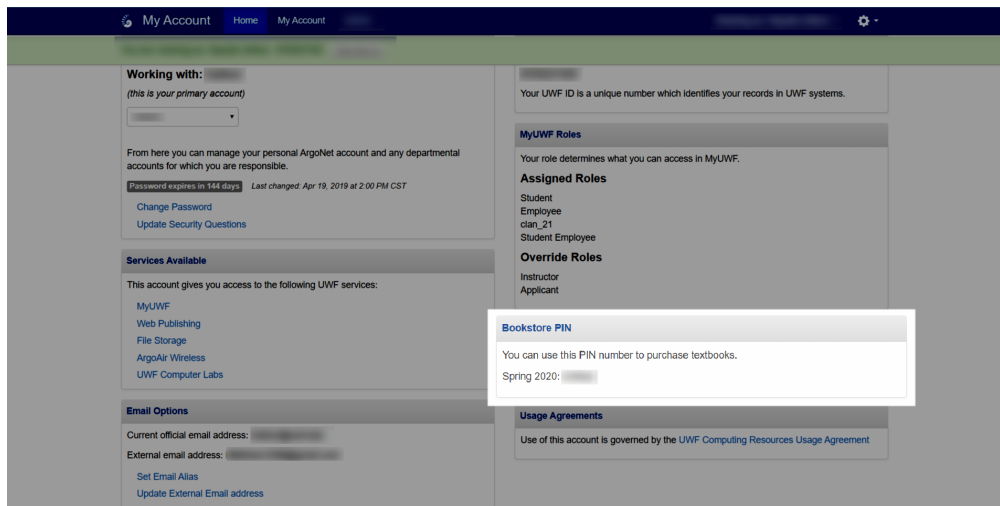 My Account Home My Account
Working with:
(this is your primary account)
From here you can manage your personal ArgoNet account and any departmental
accounts for which you are responsible.
Password expires in 144 days Last changed: Apr 19, 2019 at 2:00 PM CST
Change Password
Update Security Questions
Services Available
This account gives you access to the following UWF services:
MyUWF
Web Publishing
File Storage
ArgoAir Wireless
UWF Computer Labs
Email Options
Current official email address:
External email address:
Set Email Alias
Update External Email address
Your UWF ID is a unique number which identifies your records in UWF systems.
MyUWF Roles
Your role determines what you can access in MyUWF.
Assigned Roles
Student
Employee
clan_21
Student Employee
Override Roles
Instructor
Applicant
Bookstore PIN
You can use this PIN number to purchase textbooks.
Spring 2020:
Usage Agreements
Use of this account is governed by the UWF Computing Resources Usage Agreement